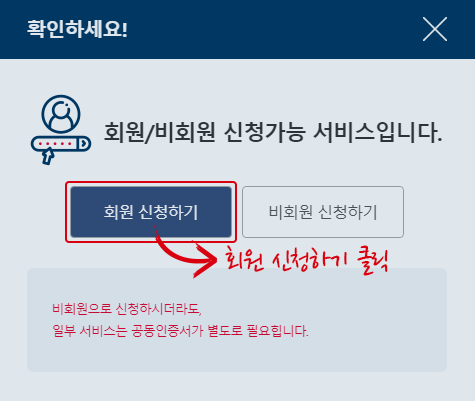 확인하세요!
회원/비회원 신청가능 서비스입니다.
회원 신청하기
비회원 신청하기
회원 신청하기 클릭
비회원으로 신청하시더라도,
일부 서비스는 공동인증서가 별도로 필요합니다.